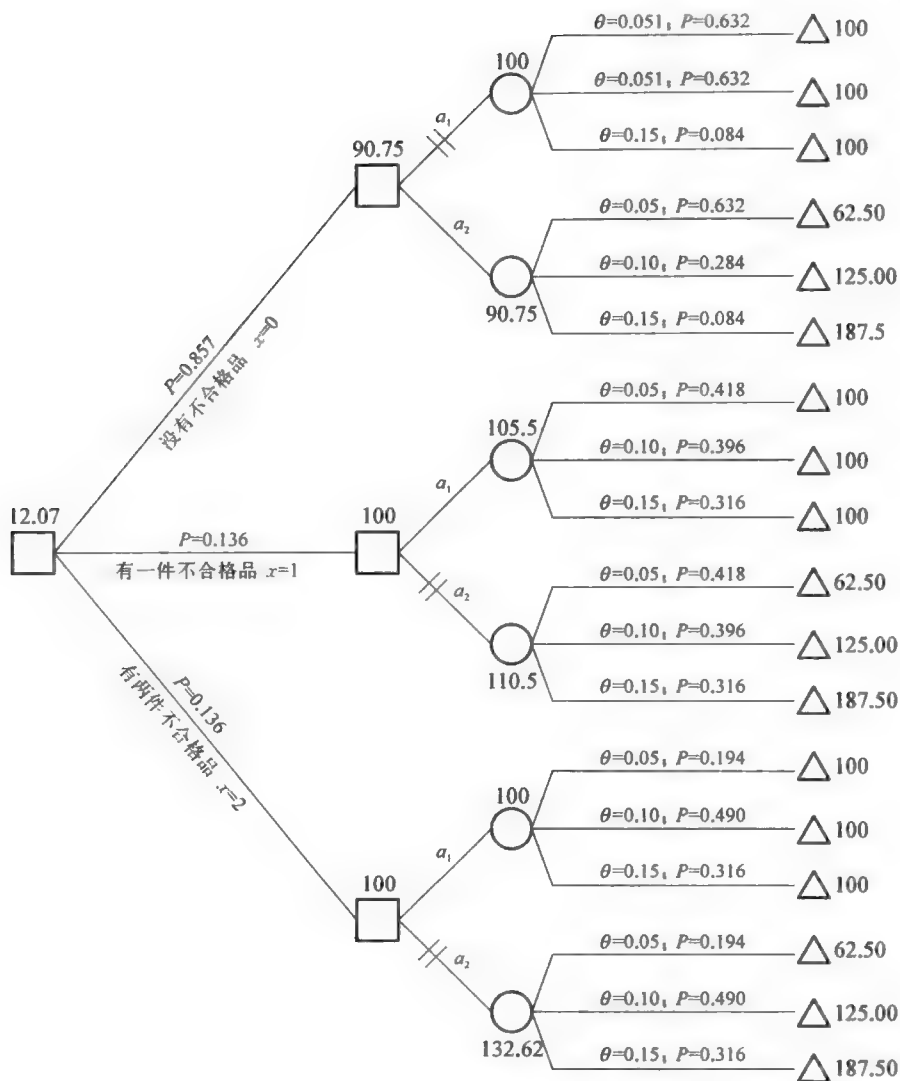 θ=0.051; P=0.632
100
100
θ=0.051; P=0.632
100
a₁
θ=0.15; P=0.084
100
90.75
θ=0.05; P=0.632
62.50
a₂
θ=0.10; P=0.284
125.00
90.75
θ=0.15; P=0.084
187.5
P=0.857
没有不合格品 x=0
θ=0.05; P=0.418
100
105.5
θ=0.10; P=0.396
100
a₁
θ=0.15; P=0.316
100
12.07
P=0.136
有一件不合格品 x=1
100
θ=0.05; P=0.418
62.50
a₂
θ=0.10; P=0.396
125.00
110.5
θ=0.15; P=0.316
187.50
P=0.136
有两件不合格品 x=2
θ=0.05; P=0.194
100
100
θ=0.10; P=0.490
100
a₁
θ=0.15; P=0.316
100
100
θ=0.05; P=0.194
62.50
a₂
θ=0.10; P=0.490
125.00
132.62
θ=0.15; P=0.316
187.50